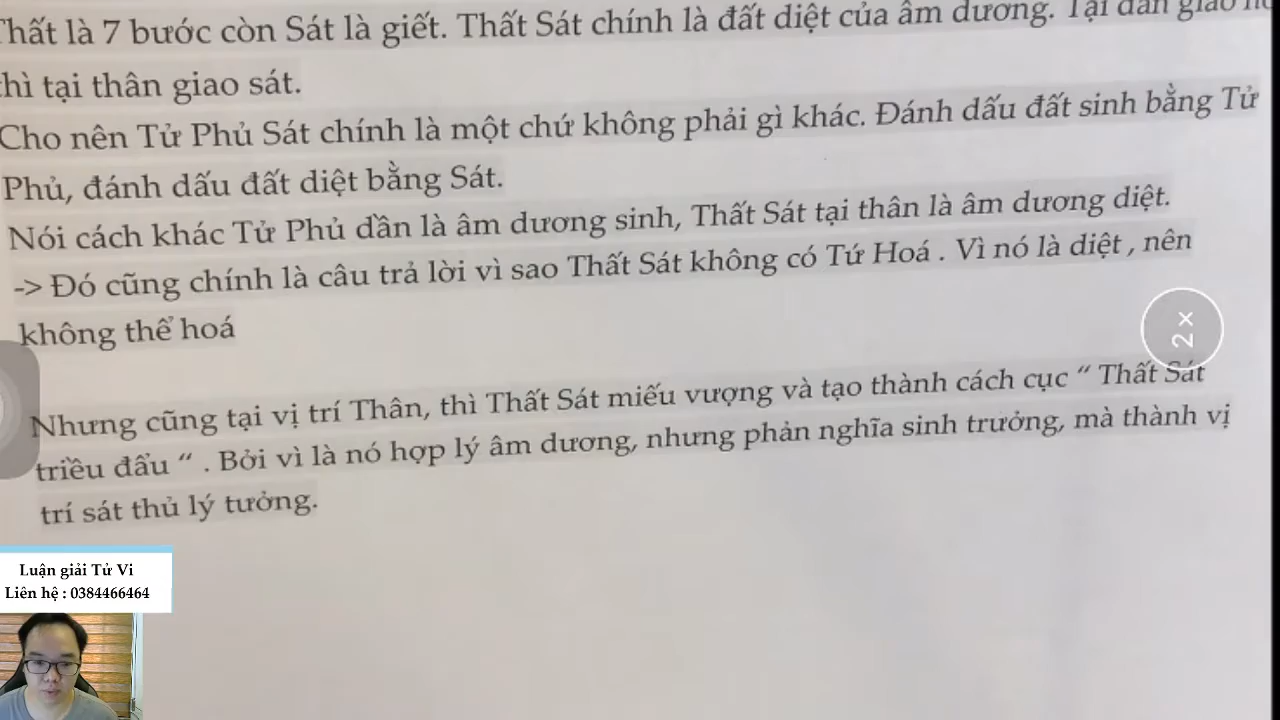 Thất là 7 bước còn Sát là giết. Thất Sát chính là đất diệt của âm dương. Tại dần giao
thì tại thân giao sát.
Cho nên Tử Phủ Sát chính là một chứ không phải gì khác. Đánh dấu đất sinh bằng Tử
Phủ, đánh dấu đất diệt bằng Sát.
Nói cách khác Tử Phủ dần là âm dương sinh, Thất Sát tại thân là âm dương diệt.
-> Đó cũng chính là câu trả lời vì sao Thất Sát không có Tứ Hoá . Vì nó là diệt , nên
không thể hoá
2 ×
Nhưng cũng tại vị trí Thân, thì Thất Sát miếu vượng và tạo thành cách cục “ Thất Sát
triều đẩu “ . Bởi vì là nó hợp lý âm dương, nhưng phản nghĩa sinh trưởng, mà thành vị
trí sát thủ lý tưởng.
Luận giải Tử Vi
Liên hệ : 0384466464